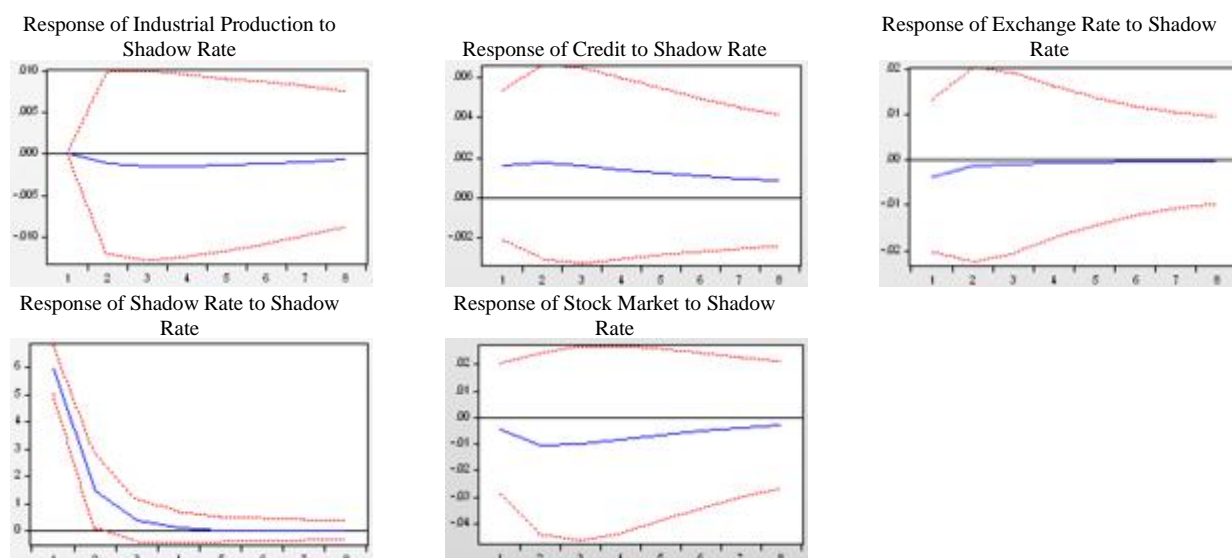 Response of Industrial Production to
Shadow Rate
.010
.005
.000
-.005
-.010
1 2 3 4 5 6 7 8
Response of Credit to Shadow Rate
.006
.004
.002
.000
-.002
1 2 3 4 5 6 7 8
Response of Exchange Rate to Shadow
Rate
.02
.01
.00
-.01
-.02
1 2 3 4 5 6 7 8
Response of Shadow Rate to Shadow
Rate
6
5
4
3
2
1
0
Response of Stock Market to Shadow
Rate
.02
.01
.00
-.01
-.02
-.03
-.04